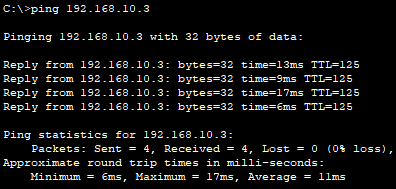 C:\>ping 192.168.10.3
Pinging 192.168.10.3 with 32 bytes of data:
Reply from 192.168.10.3: bytes=32 time=13ms TTL=125
Reply from 192.168.10.3: bytes=32 time=9ms TTL=125
Reply from 192.168.10.3: bytes=32 time=17ms TTL=125
Reply from 192.168.10.3: bytes=32 time=6ms TTL=125
Ping statistics for 192.168.10.3:
Packets: Sent = 4, Received = 4, Lost = 0 (0% loss),
Approximate round trip times in milli-seconds:
Minimum = 6ms, Maximum = 17ms, Average = 11ms